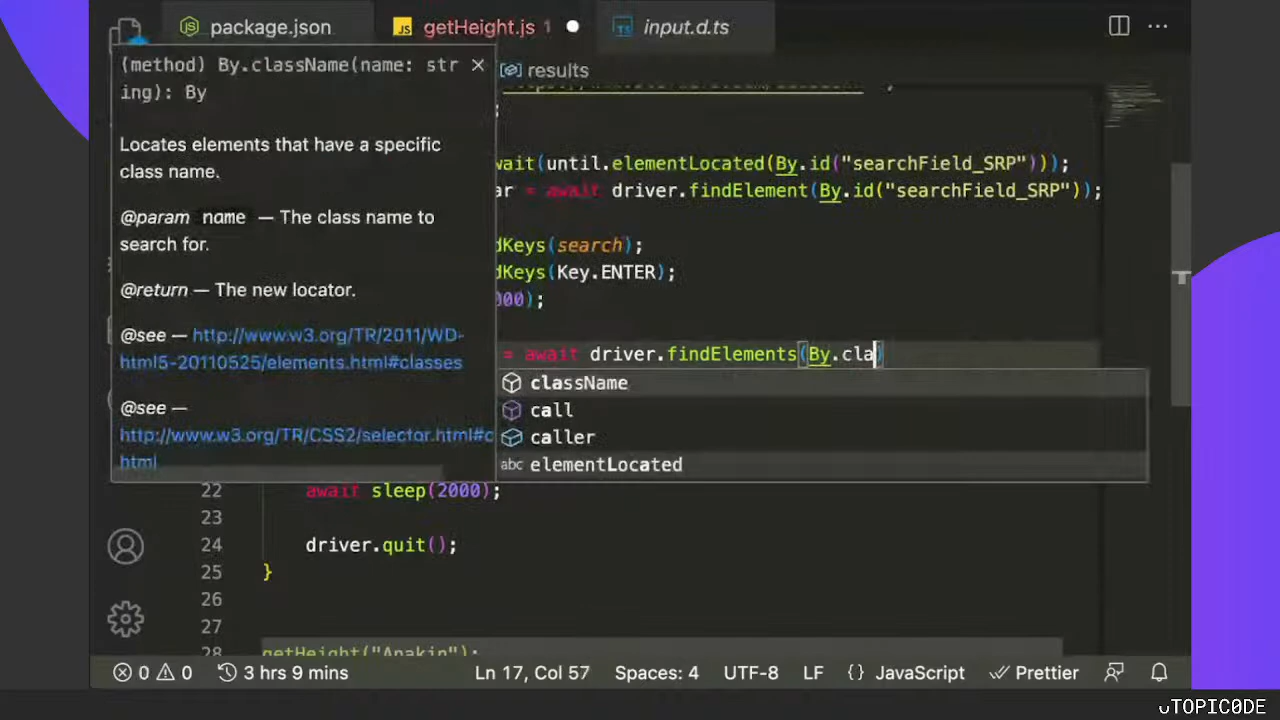 package.json
getHeight.js 1
input.d.ts
(method) By.className(name: str
ing): By
results
Locates elements that have a specific
class name.
wait(until.elementLocated(By.id("searchField_SRP")));
ar = await driver.findElement(By.id("searchField_SRP"));
@param name — The class name to
search for.
dKeys(search);
dKeys(Key.ENTER);
@return — The new locator.
00);
@see — http://www.w3.org/TR/2011/WD-
html5-20110525/elements.html#classes
= await driver.findElements(By.cla)
className
call
caller
abc elementLocated
@see —
http://www.w3.org/TR/CSS2/selector.html#c
html
22 await sleep(2000);
23
24 driver.quit();
25 }
26
27
28 getHeight("Anakin");
0 0 3 hrs 9 mins Ln 17, Col 57 Spaces: 4 UTF-8 LF {} JavaScript Prettier